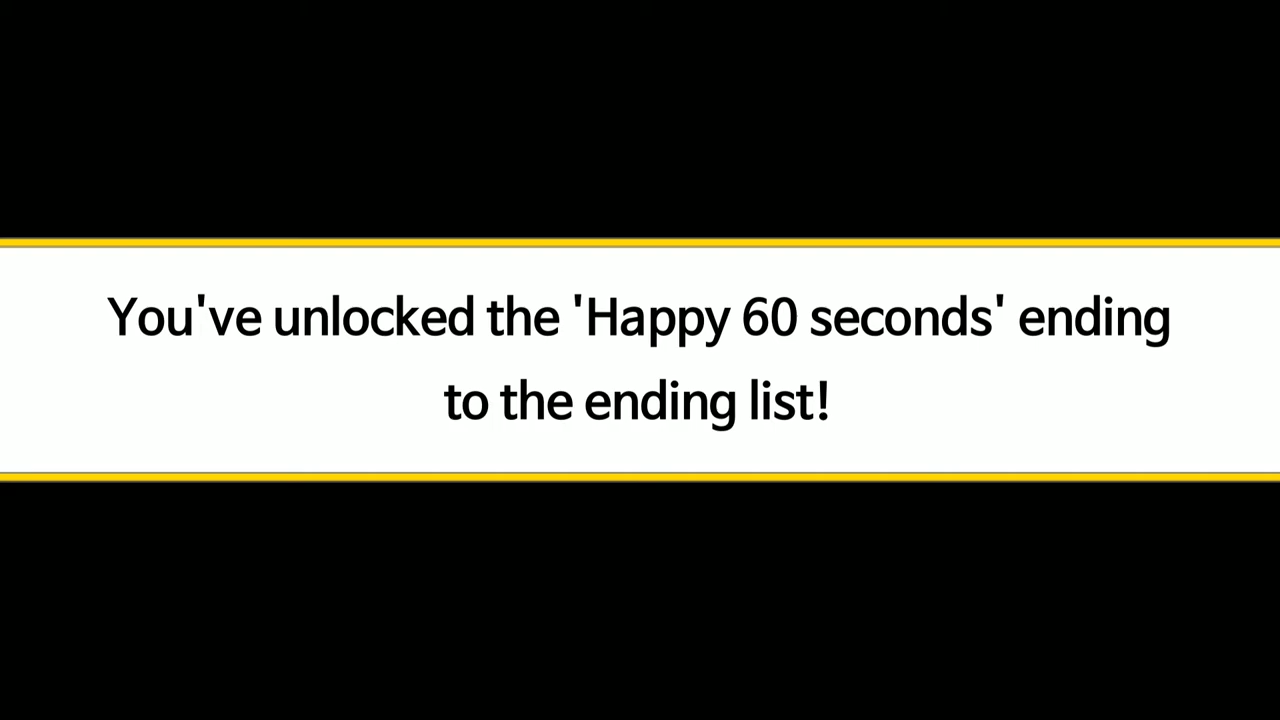 You've unlocked the 'Happy 60 seconds' ending
to the ending list!